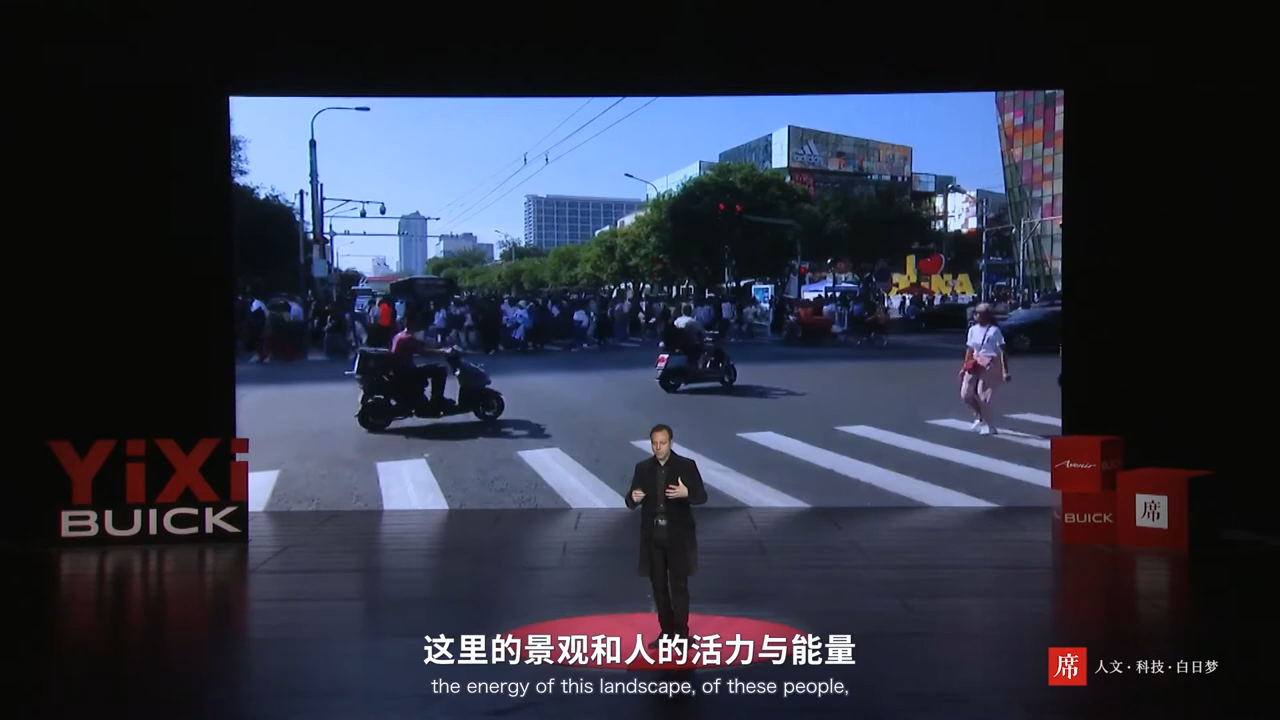 adidas
YiXi
BUICK
Avenir
BUICK
席
这里的景观和人的活力与能量
the energy of this landscape, of these people,
席 人文·科技·白日梦